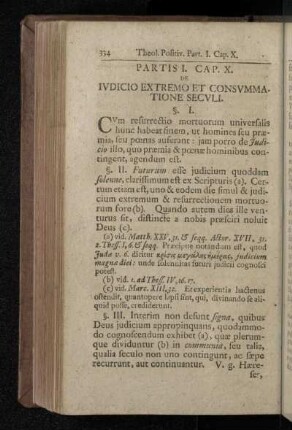 334 Theol. Positiv. Part. I. Cap. X.
PARTIS I. CAP. X.
DE
IVDICIO EXTREMO ET CONSVMMA-
TIONE SECVLI.
§. I.
CVm resurrectio mortuorum universalis
hunc habeat finem, ut homines seu præ-
mia, seu pœnas auferant: jam porro de Judi-
cio illo, quo præmia & pœnæ hominibus con-
tingent, agendum est.
§. II. Futurum esse judicium quoddam
solenne, clarissimum est ex Scripturis (a). Cer-
tum etiam est, uno & eodem die simul & ju-
dicium extremum & resurrectionem mortuo-
rum fore (b). Quando autem dies ille ven-
turus sit, distincte a nobis præsciri noluit
Deus (c).
(a) vid. Matth. XXV, 31. & seqq. Actor. XVII, 31.
2. Thess. I, 6. & seqq. Præcipue notandum est, quod
Judæ v. 6. dicitur judicium
magna diei: unde subinnuitur futuri judicii cognosci
potest.
(b) vid. 1. ad Thess. IV, 16. 17.
(c) vid. Marc. XIII, 32. Et experientia hactenus
ostendit, quantopere lapsi sint, qui, divinando se aliquid
posse, crediderunt.
§. III. Interim non desunt signa, quibus
Deus judicium appropinquans, quodammo-
do cognoscendum exhibet (a), quæ plerum-
que dividuntur (b) in communia, seu talia,
qualia seculo non uno contingunt, ac sæpe
recurrunt, aut continuantur. V. g. Hære-
ses,